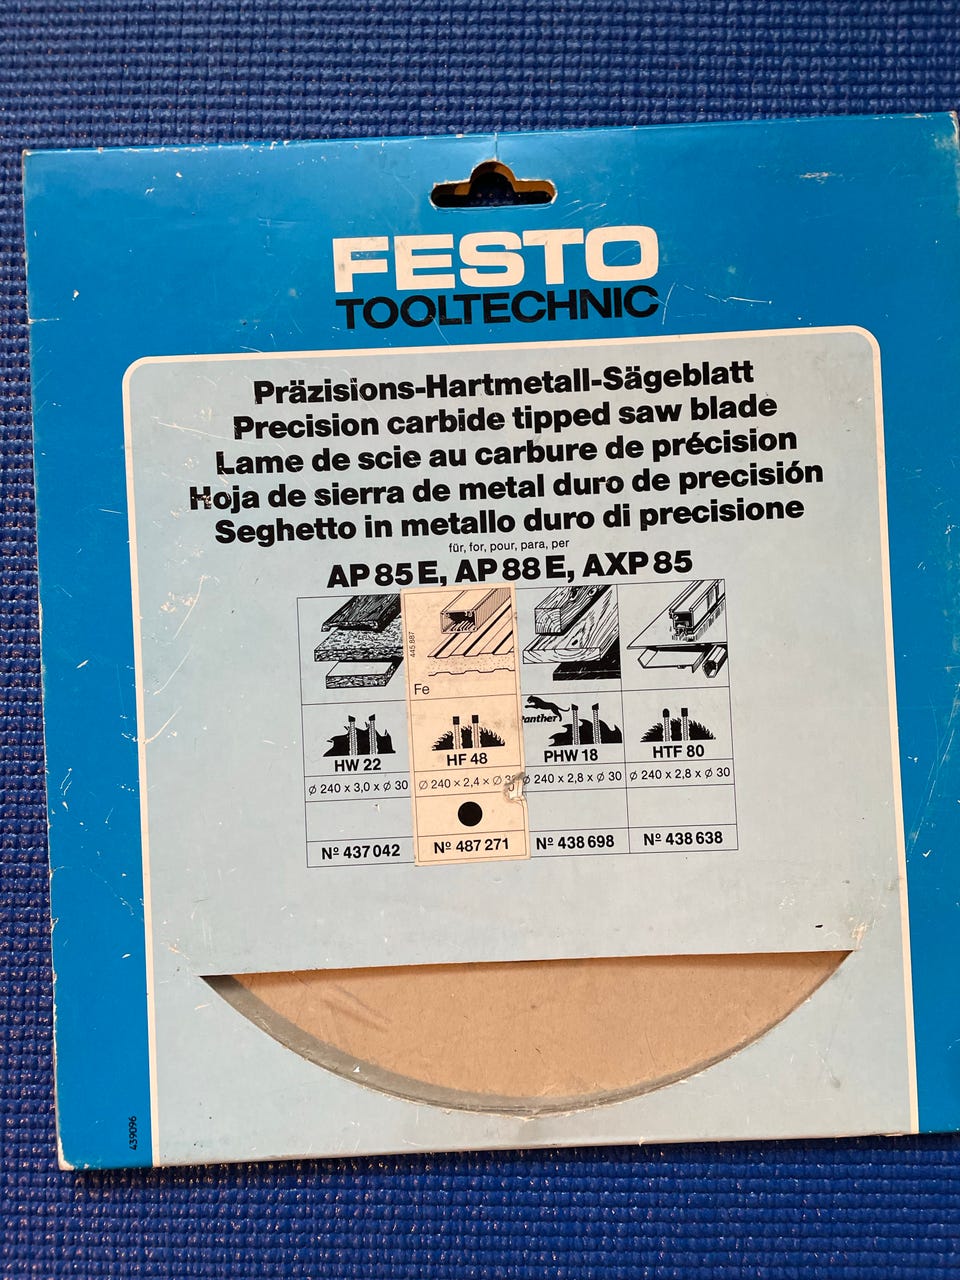 FESTO
TOOLTECHNIC
Präzisions-Hartmetall-Sägeblatt
Precision carbide tipped saw blade
Lame de scie au carbure de précision
Hoja de sierra de metal duro de precisión
Seghetto in metallo duro di precisione
für, for, pour, para, per
AP 85 E, AP 88 E, AXP 85
445 887
Fe
Panther
HW 22 HF 48 PHW 18 HTF 80
Ø 240 x 3,0 x Ø 30 Ø 240 × 2,4 × Ø 30 Ø 240 x 2,8 x Ø 30 Ø 240 x 2,8 x Ø 30
Nº 437 042 Nº 487 271 Nº 438 698 Nº 438 638
439096